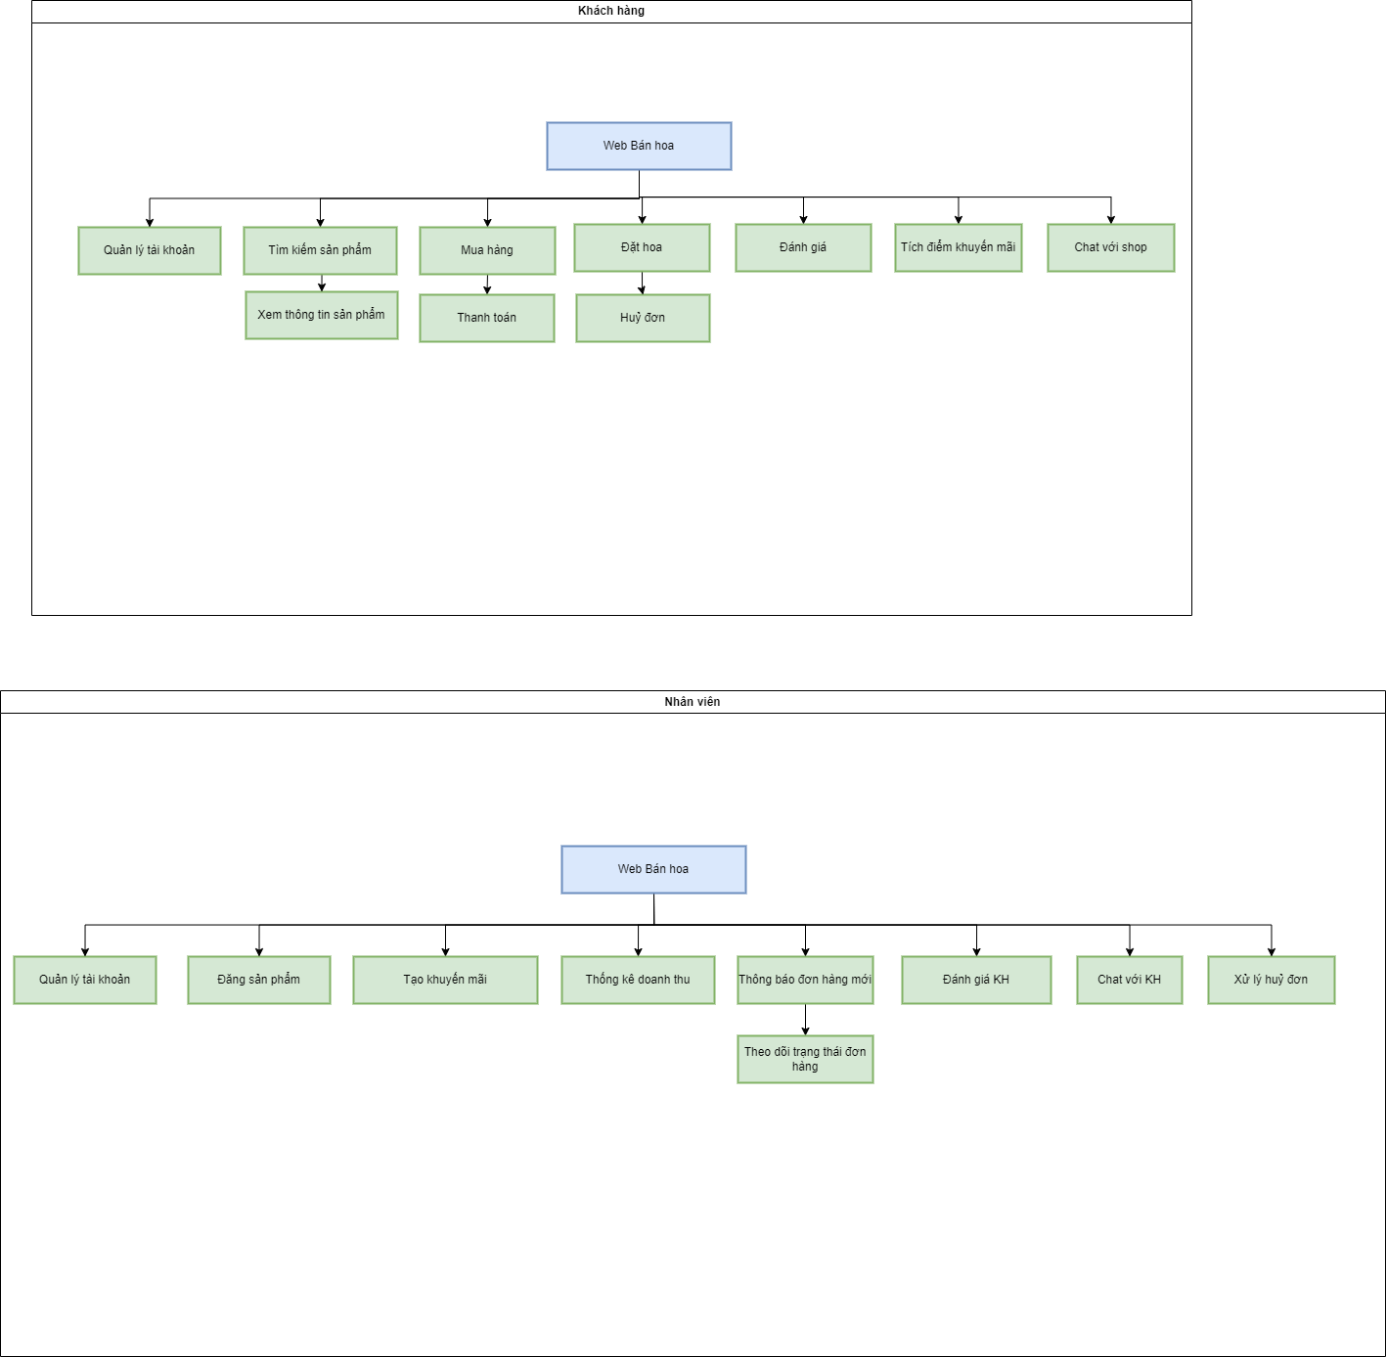 Khách hàng
Web Bán hoa
Quản lý tài khoản
Tìm kiếm sản phẩm
Mua hàng
Đặt hoa
Đánh giá
Tích điểm khuyến mãi
Chat với shop
Xem thông tin sản phẩm
Thanh toán
Huỷ đơn
Nhân viên
Web Bán hoa
Quản lý tài khoản
Đăng sản phẩm
Tạo khuyến mãi
Thống kê doanh thu
Thông báo đơn hàng mới
Đánh giá KH
Chat với KH
Xử lý huỷ đơn
Theo dõi trạng thái đơn
hàng